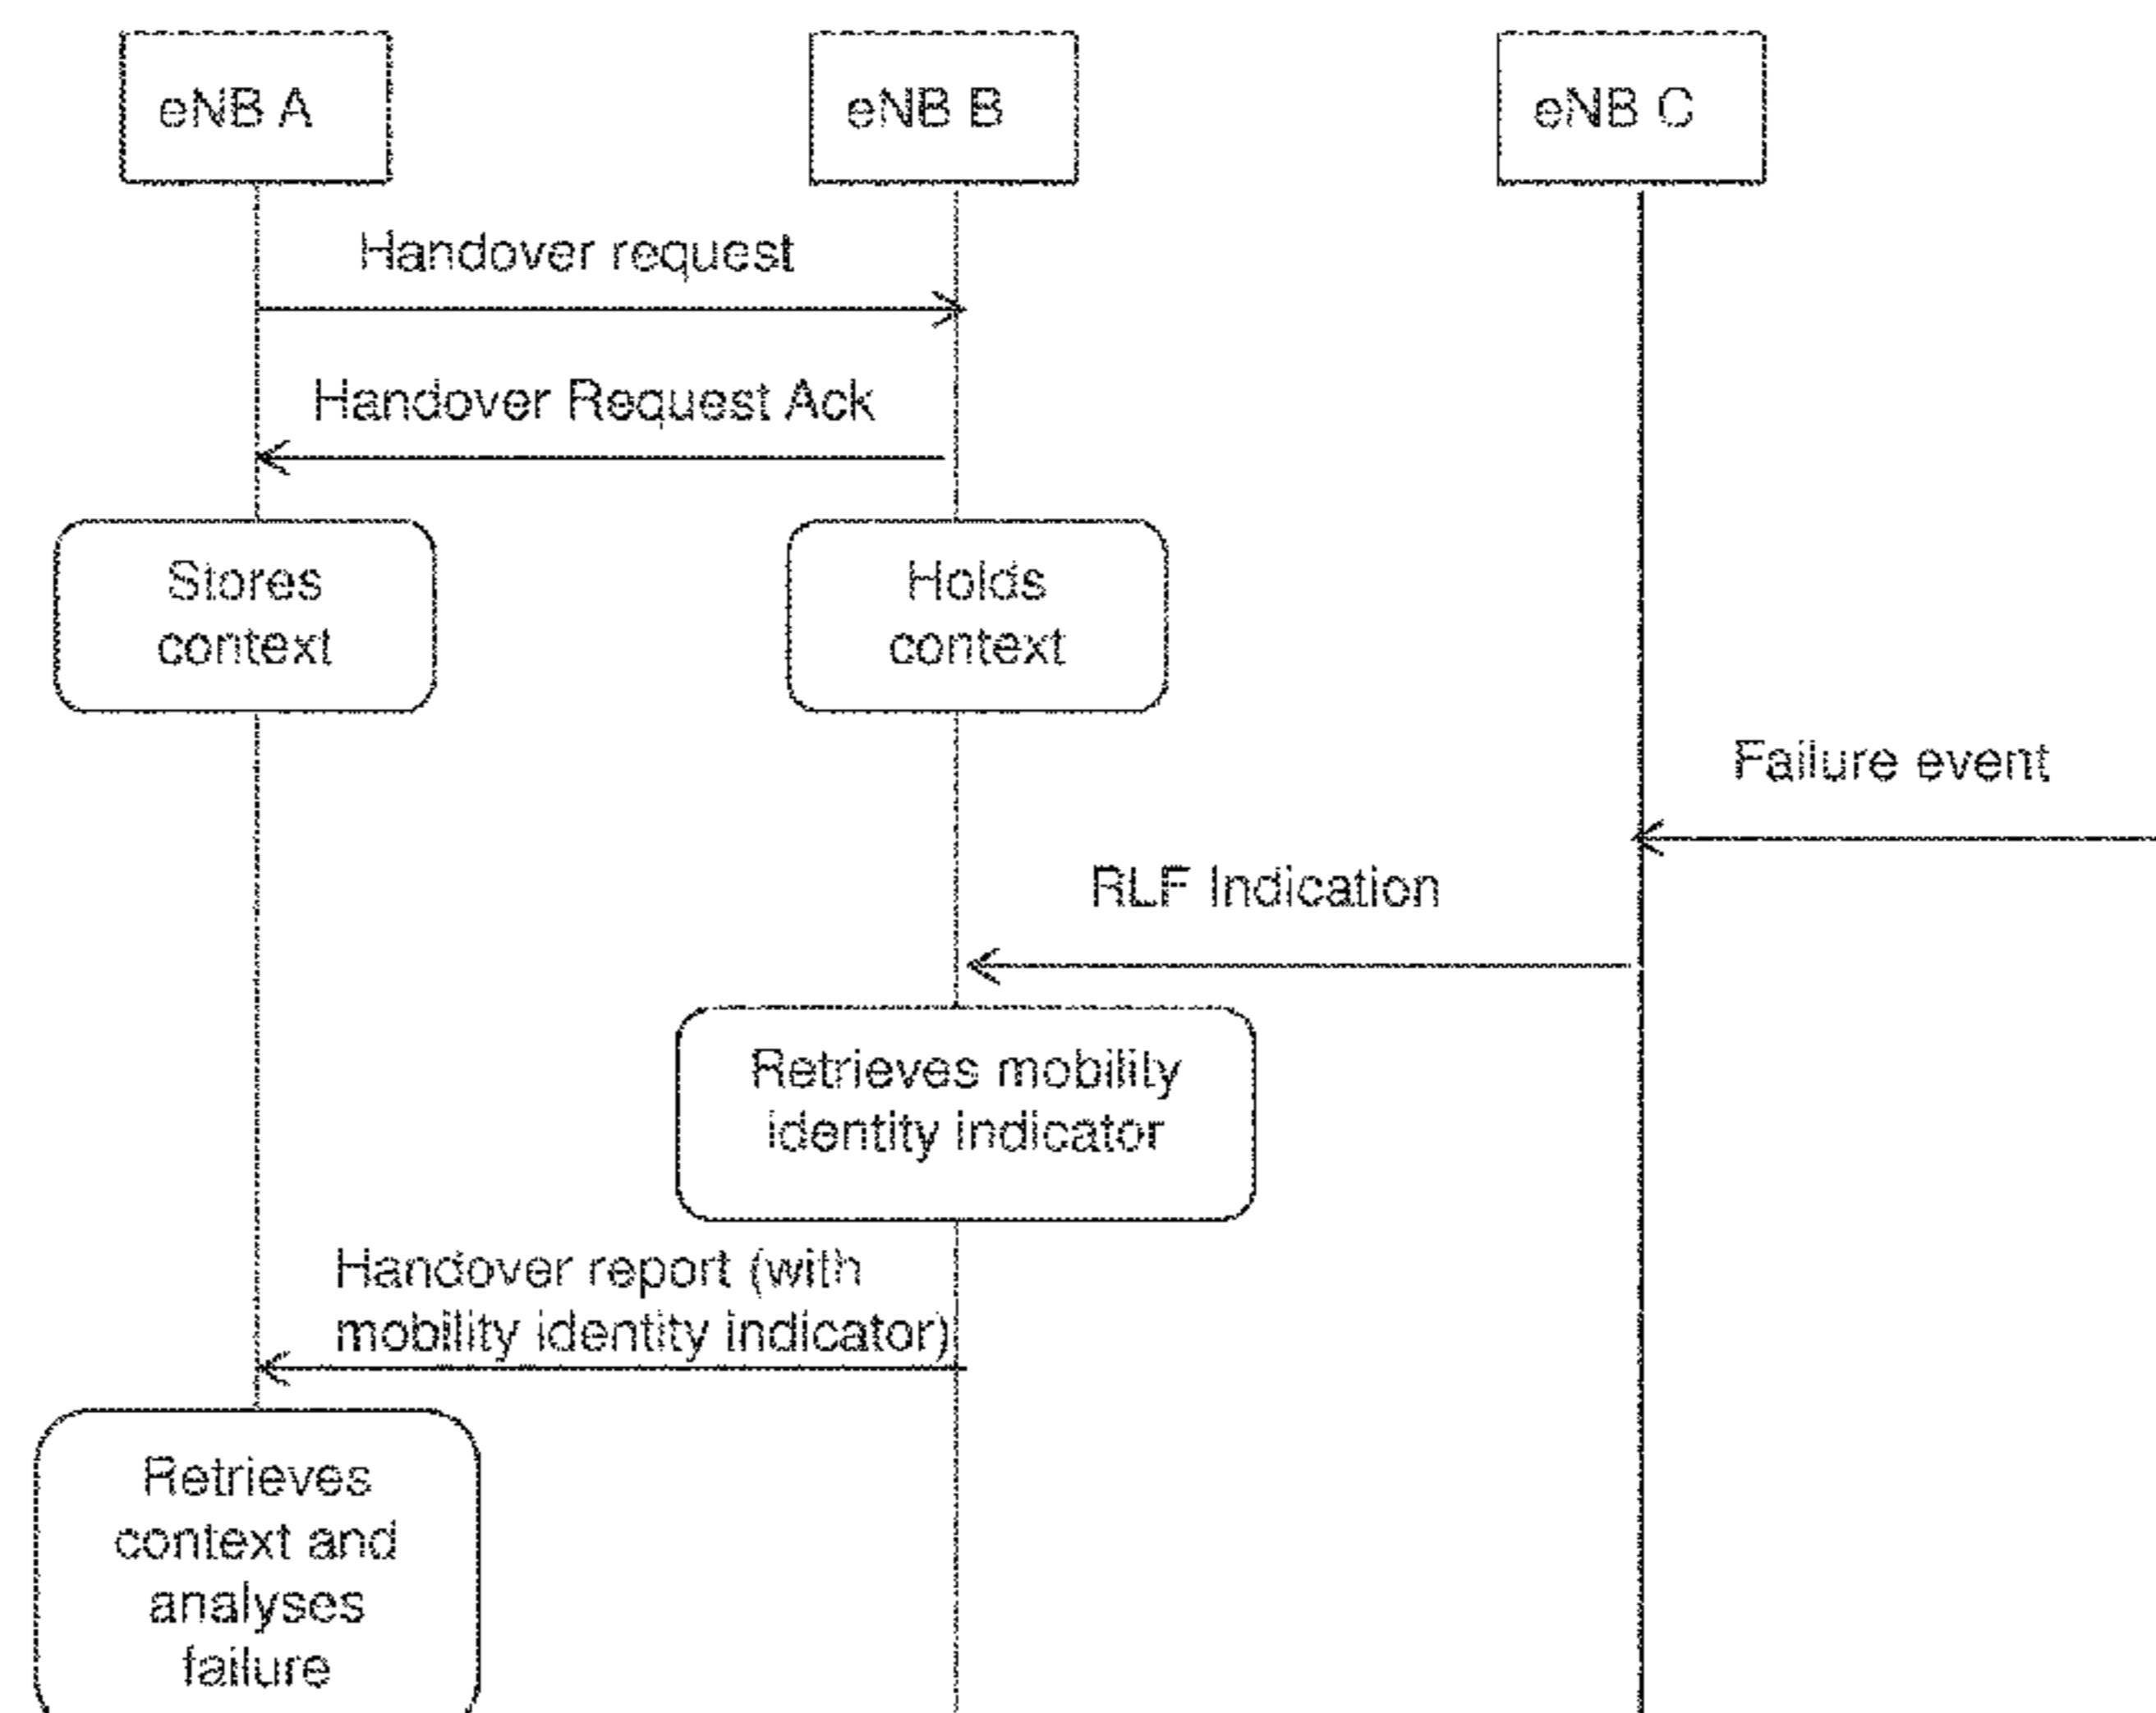 eNB A
eNB B
eNB C
Handover request
Handover Request Ack
Stores
context
Holds
context
Failure event
RLF Indication
Retrieves mobility
identity indicator
Handover report (with
mobility identity indicator)
Retrieves
context and
analyses
failure